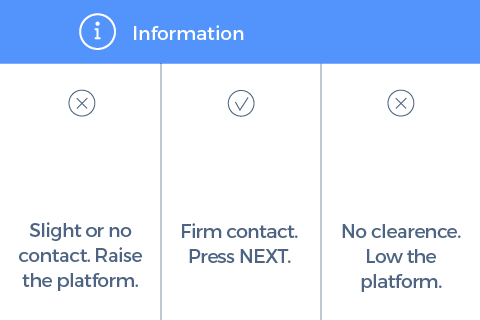 Information
Slight or no
contact. Raise
the platform.
Firm contact.
Press NEXT.
No clearence.
Low the
platform.